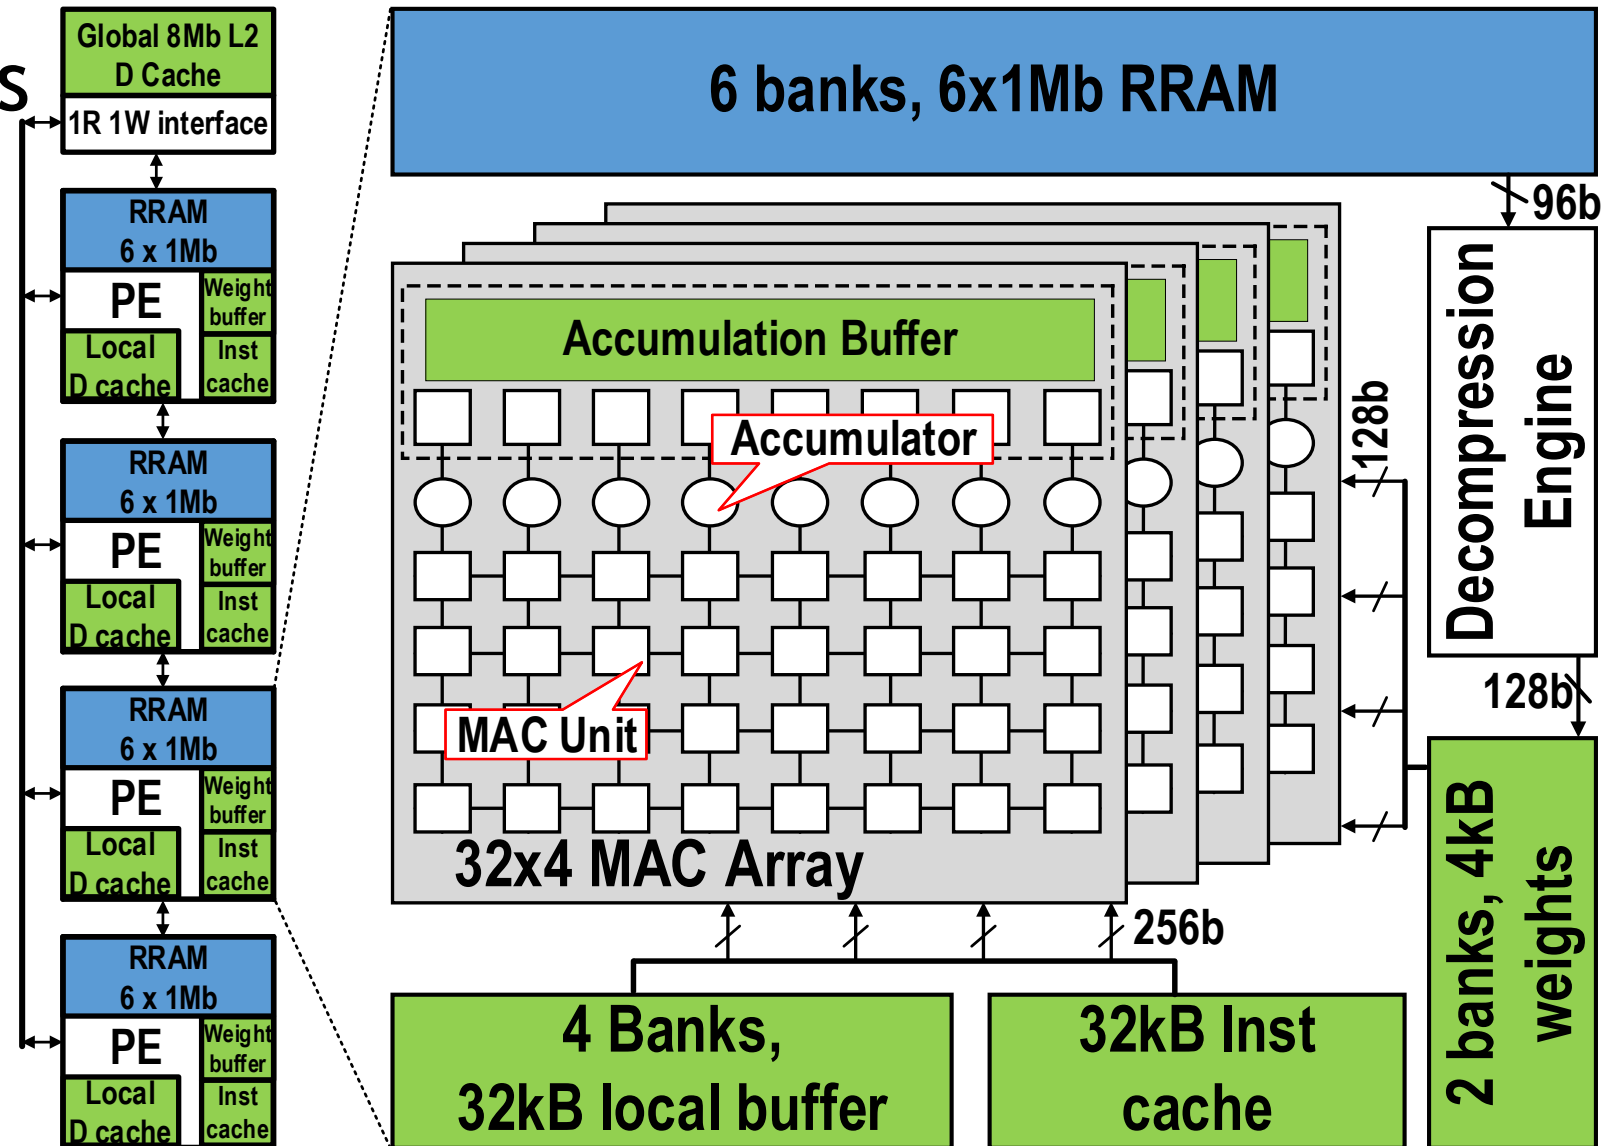 S
Global 8Mb L2
D Cache
1R 1W interface
RRAM
6 x 1Mb
PE
Weight
buffer
Local
D cache
Inst
cache
RRAM
6 x 1Mb
PE
Weight
buffer
Local
D cache
Inst
cache
RRAM
6 x 1Mb
PE
Weight
buffer
Local
D cache
Inst
cache
RRAM
6 x 1Mb
PE
Weight
buffer
Local
D cache
Inst
cache
6 banks, 6x1Mb RRAM
96b
Accumulation Buffer
Accumulator
MAC Unit
32x4 MAC Array
128b
Decompression
Engine
128b
256b
4 Banks,
32kB local buffer
32kB Inst
cache
2 banks, 4kB
weights